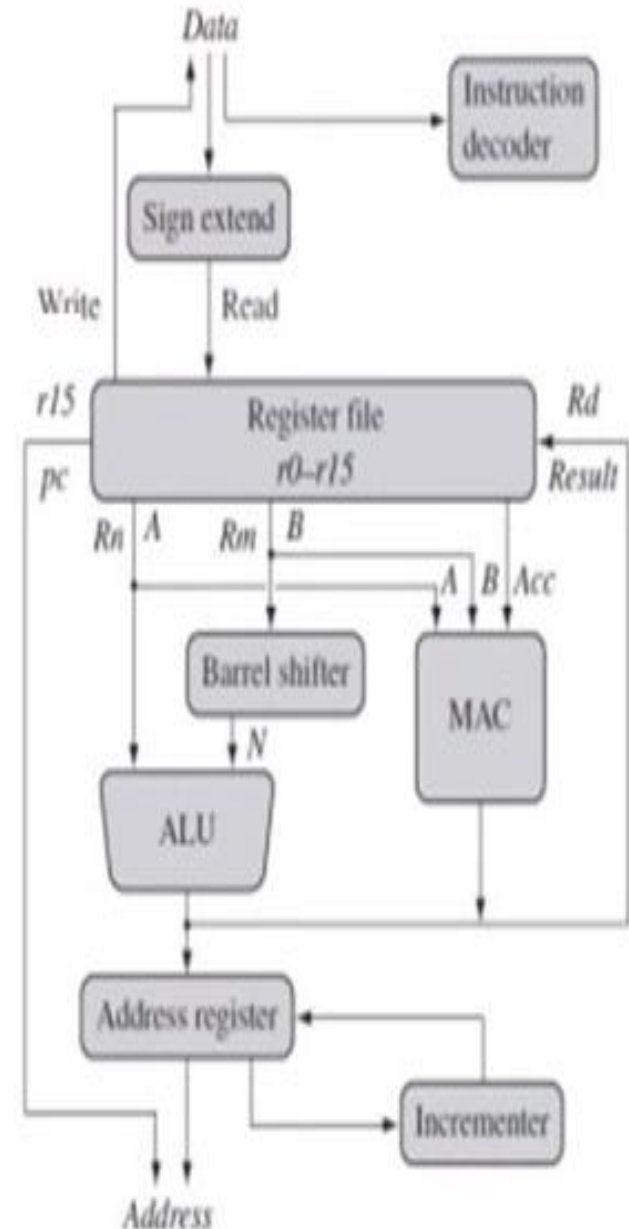 Data
Instruction
decoder
Sign extend
Write
Read
r15
Register file
Rd
pc
r0–r15
Result
Rn
A
Rm
B
A
B
Acc
Barrel shifter
MAC
N
ALU
Address register
Incrementer
Address